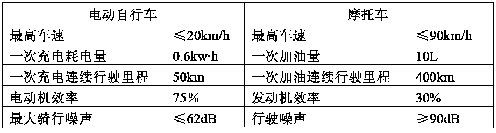 电动自行车 摩托车
最高车速 ≤20km/h 最高车速 ≤90km/h
一次充电耗电量 0.6kw·h 一次加油量 10L
一次充电连续行驶里程 50km 一次加油连续行驶里程 400km
电动机效率 75% 发动机效率 30%
最大骑行噪声 ≤62dB 行驶噪声 ≥90dB